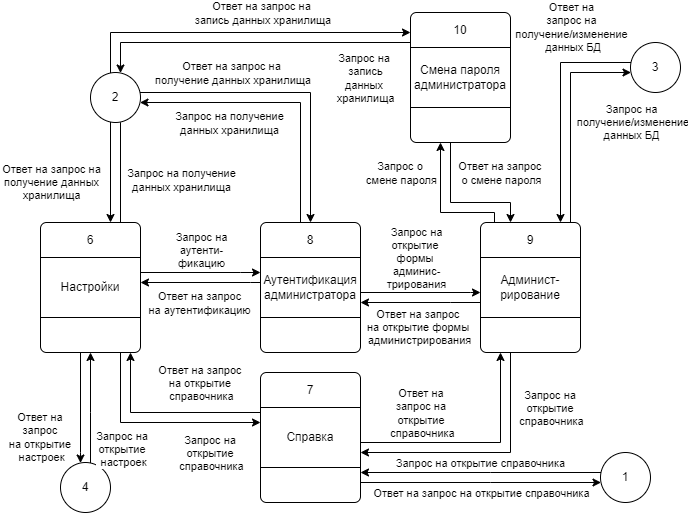 Ответ на запрос на
запись данных хранилища
10
Смена пароля
администратора
Ответ на
запрос на
получение/изменение
данных БД
3
2
Ответ на запрос на
получение данных хранилища
Запрос на
запись данных
хранилища
Запрос на получение
данных хранилища
Запрос на
получение/изменение
данных БД
Ответ на запрос на
получение данных
хранилища
Запрос на получение
данных хранилища
Запрос о
смене пароля
Ответ на запрос
о смене пароля
6
Настройки
Запрос на
аутенти-
фикацию
Ответ на запрос
на аутентификацию
8
Аутентификация
администратора
Запрос на
открытие
формы
админис-
трирования
Ответ на запрос
на открытие формы
администрирования
9
Админист-
рирование
Ответ на запрос
на открытие
справочника
7
Справка
Ответ на
запрос на
открытие
справочника
Запрос на
открытие
справочника
Ответ на
запрос
на открытие
настроек
Запрос на
открытие
настроек
Запрос на
открытие
справочника
4
Запрос на открытие справочника
Ответ на запрос на открытие справочника
1